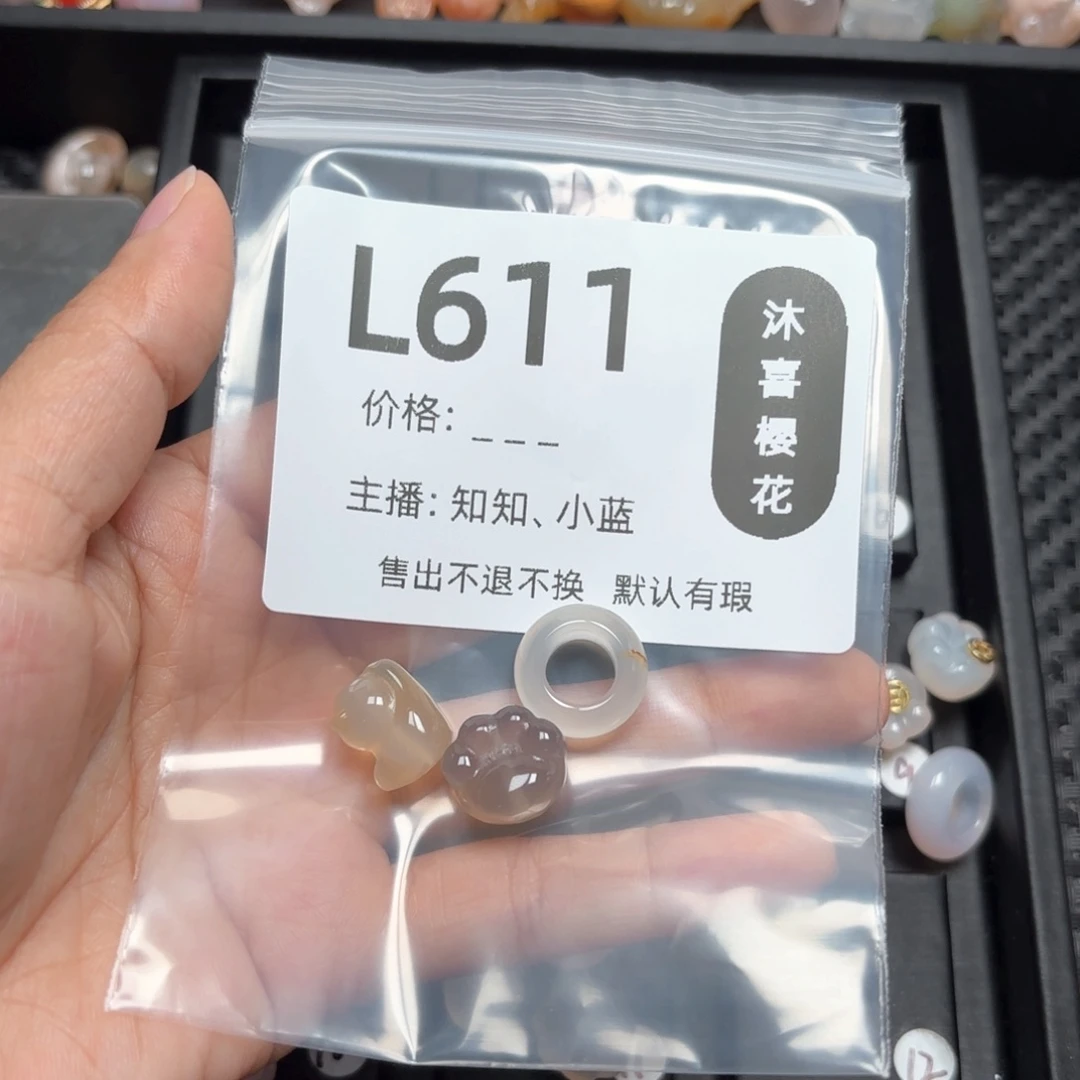 L611
沐喜樱花
价格: _ _ _
主播: 知知、小蓝
售出不退不换 默认有瑕
12